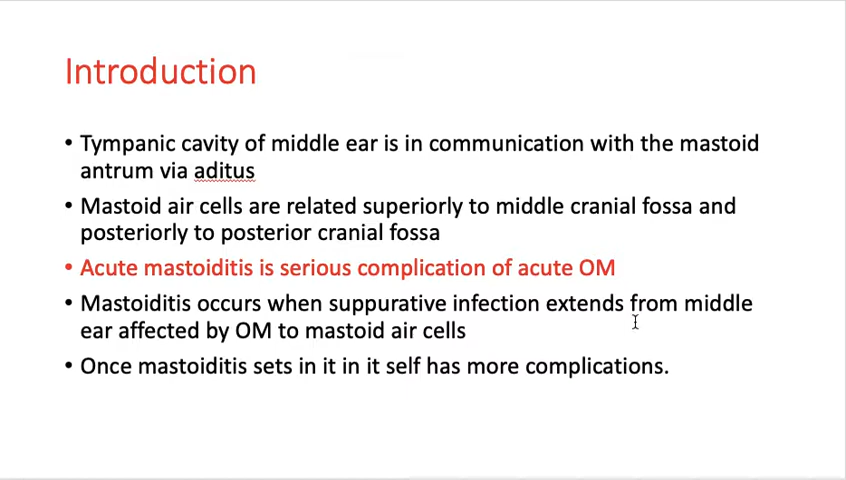 Introduction
• Tympanic cavity of middle ear is in communication with the mastoid
antrum via aditus
• Mastoid air cells are related superiorly to middle cranial fossa and
posteriorly to posterior cranial fossa
• Acute mastoiditis is serious complication of acute OM
• Mastoiditis occurs when suppurative infection extends from middle
ear affected by OM to mastoid air cells
• Once mastoiditis sets in it in it self has more complications.